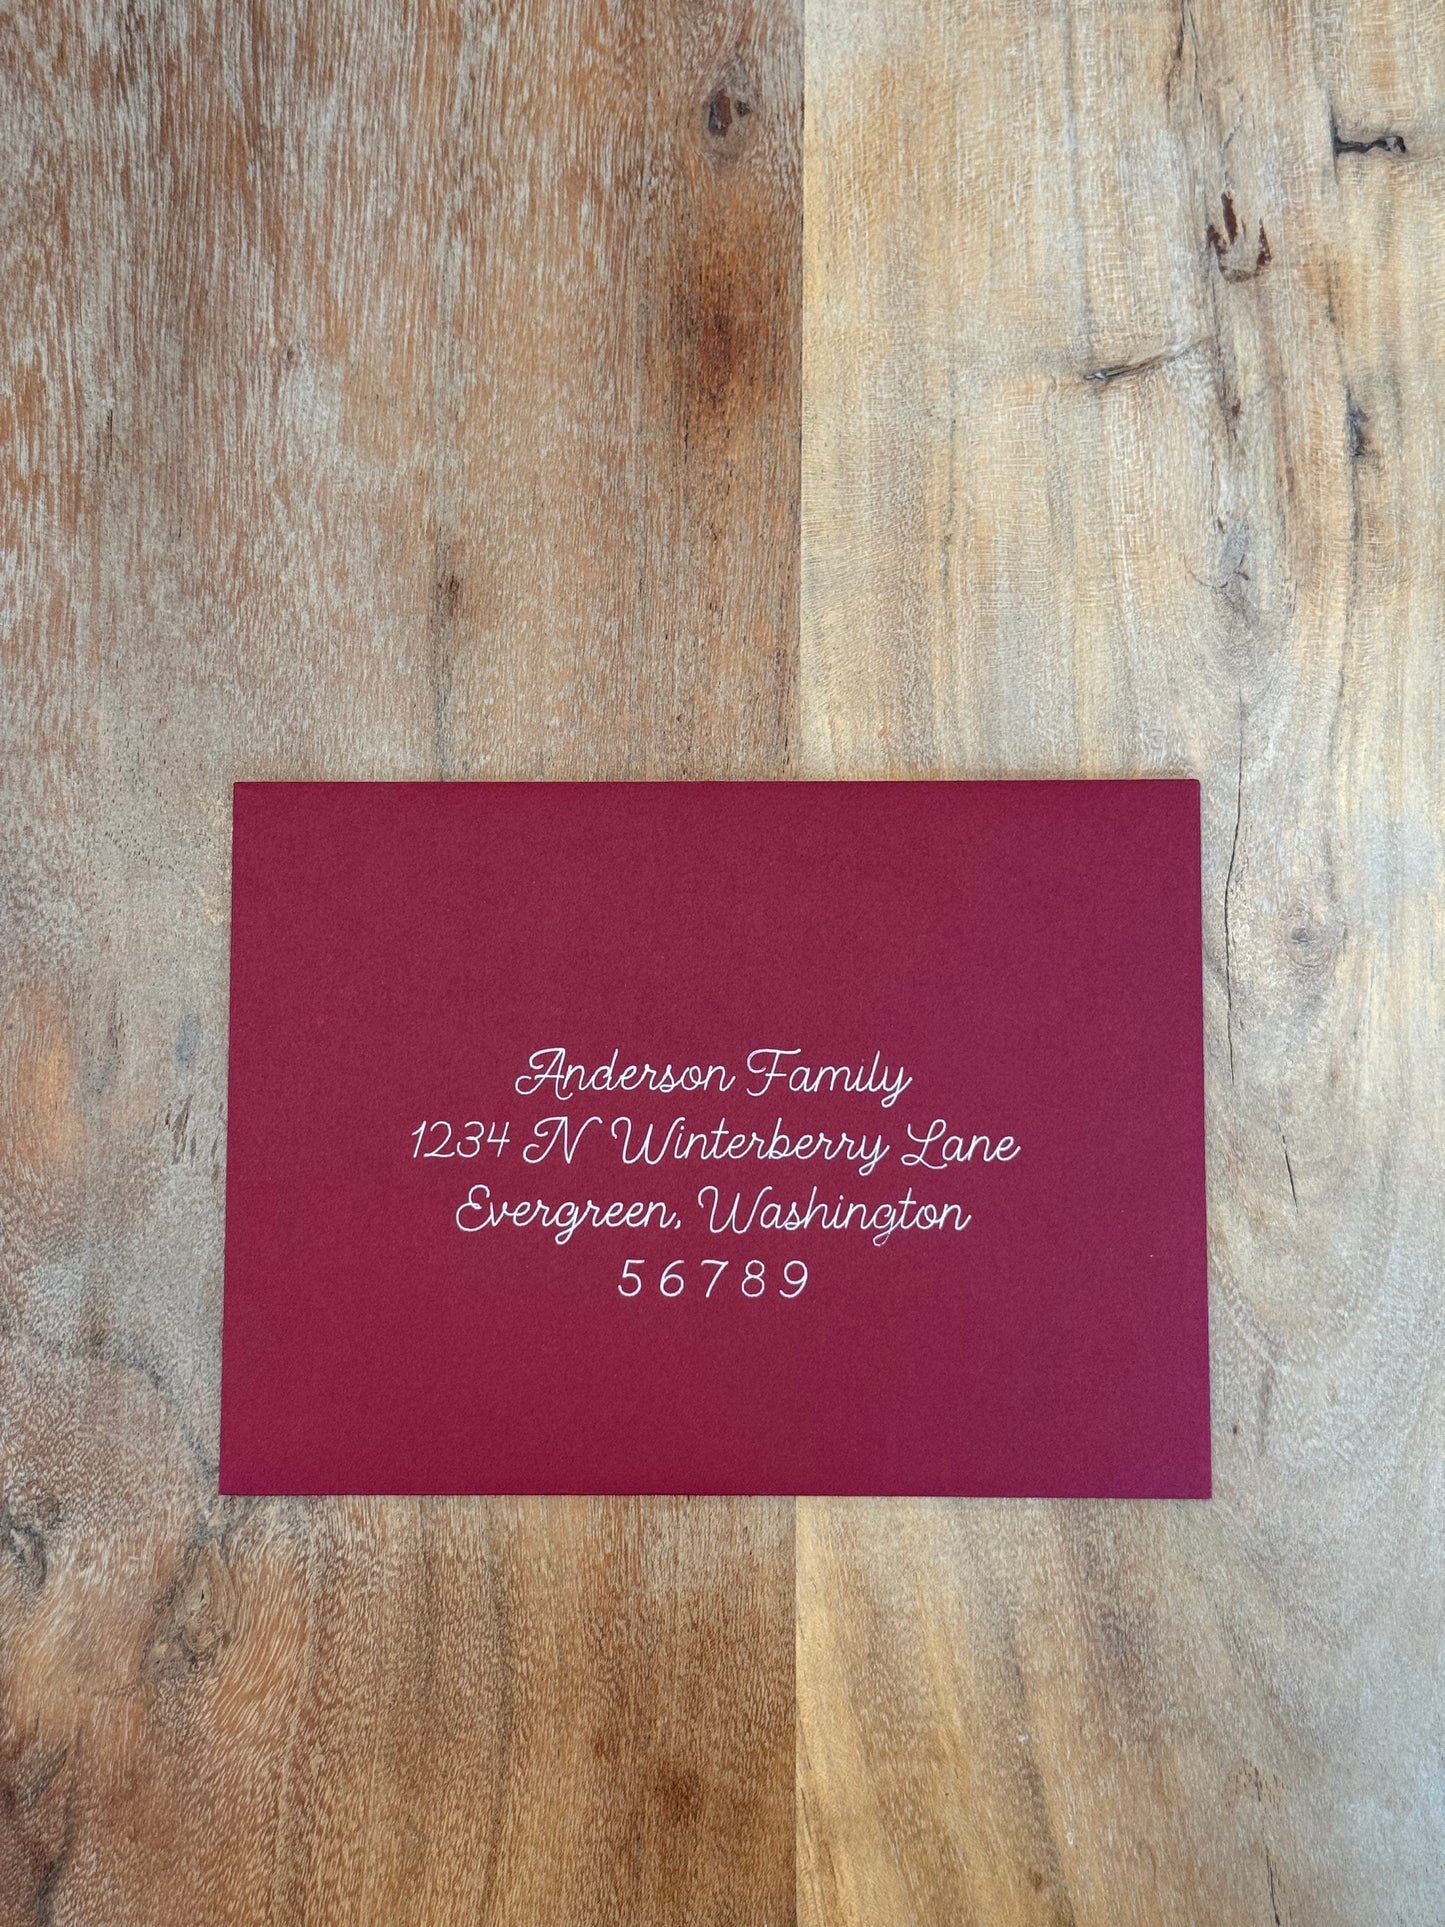 Anderson Family
1234 N Winterberry Lane
Evergreen, Washington
56789